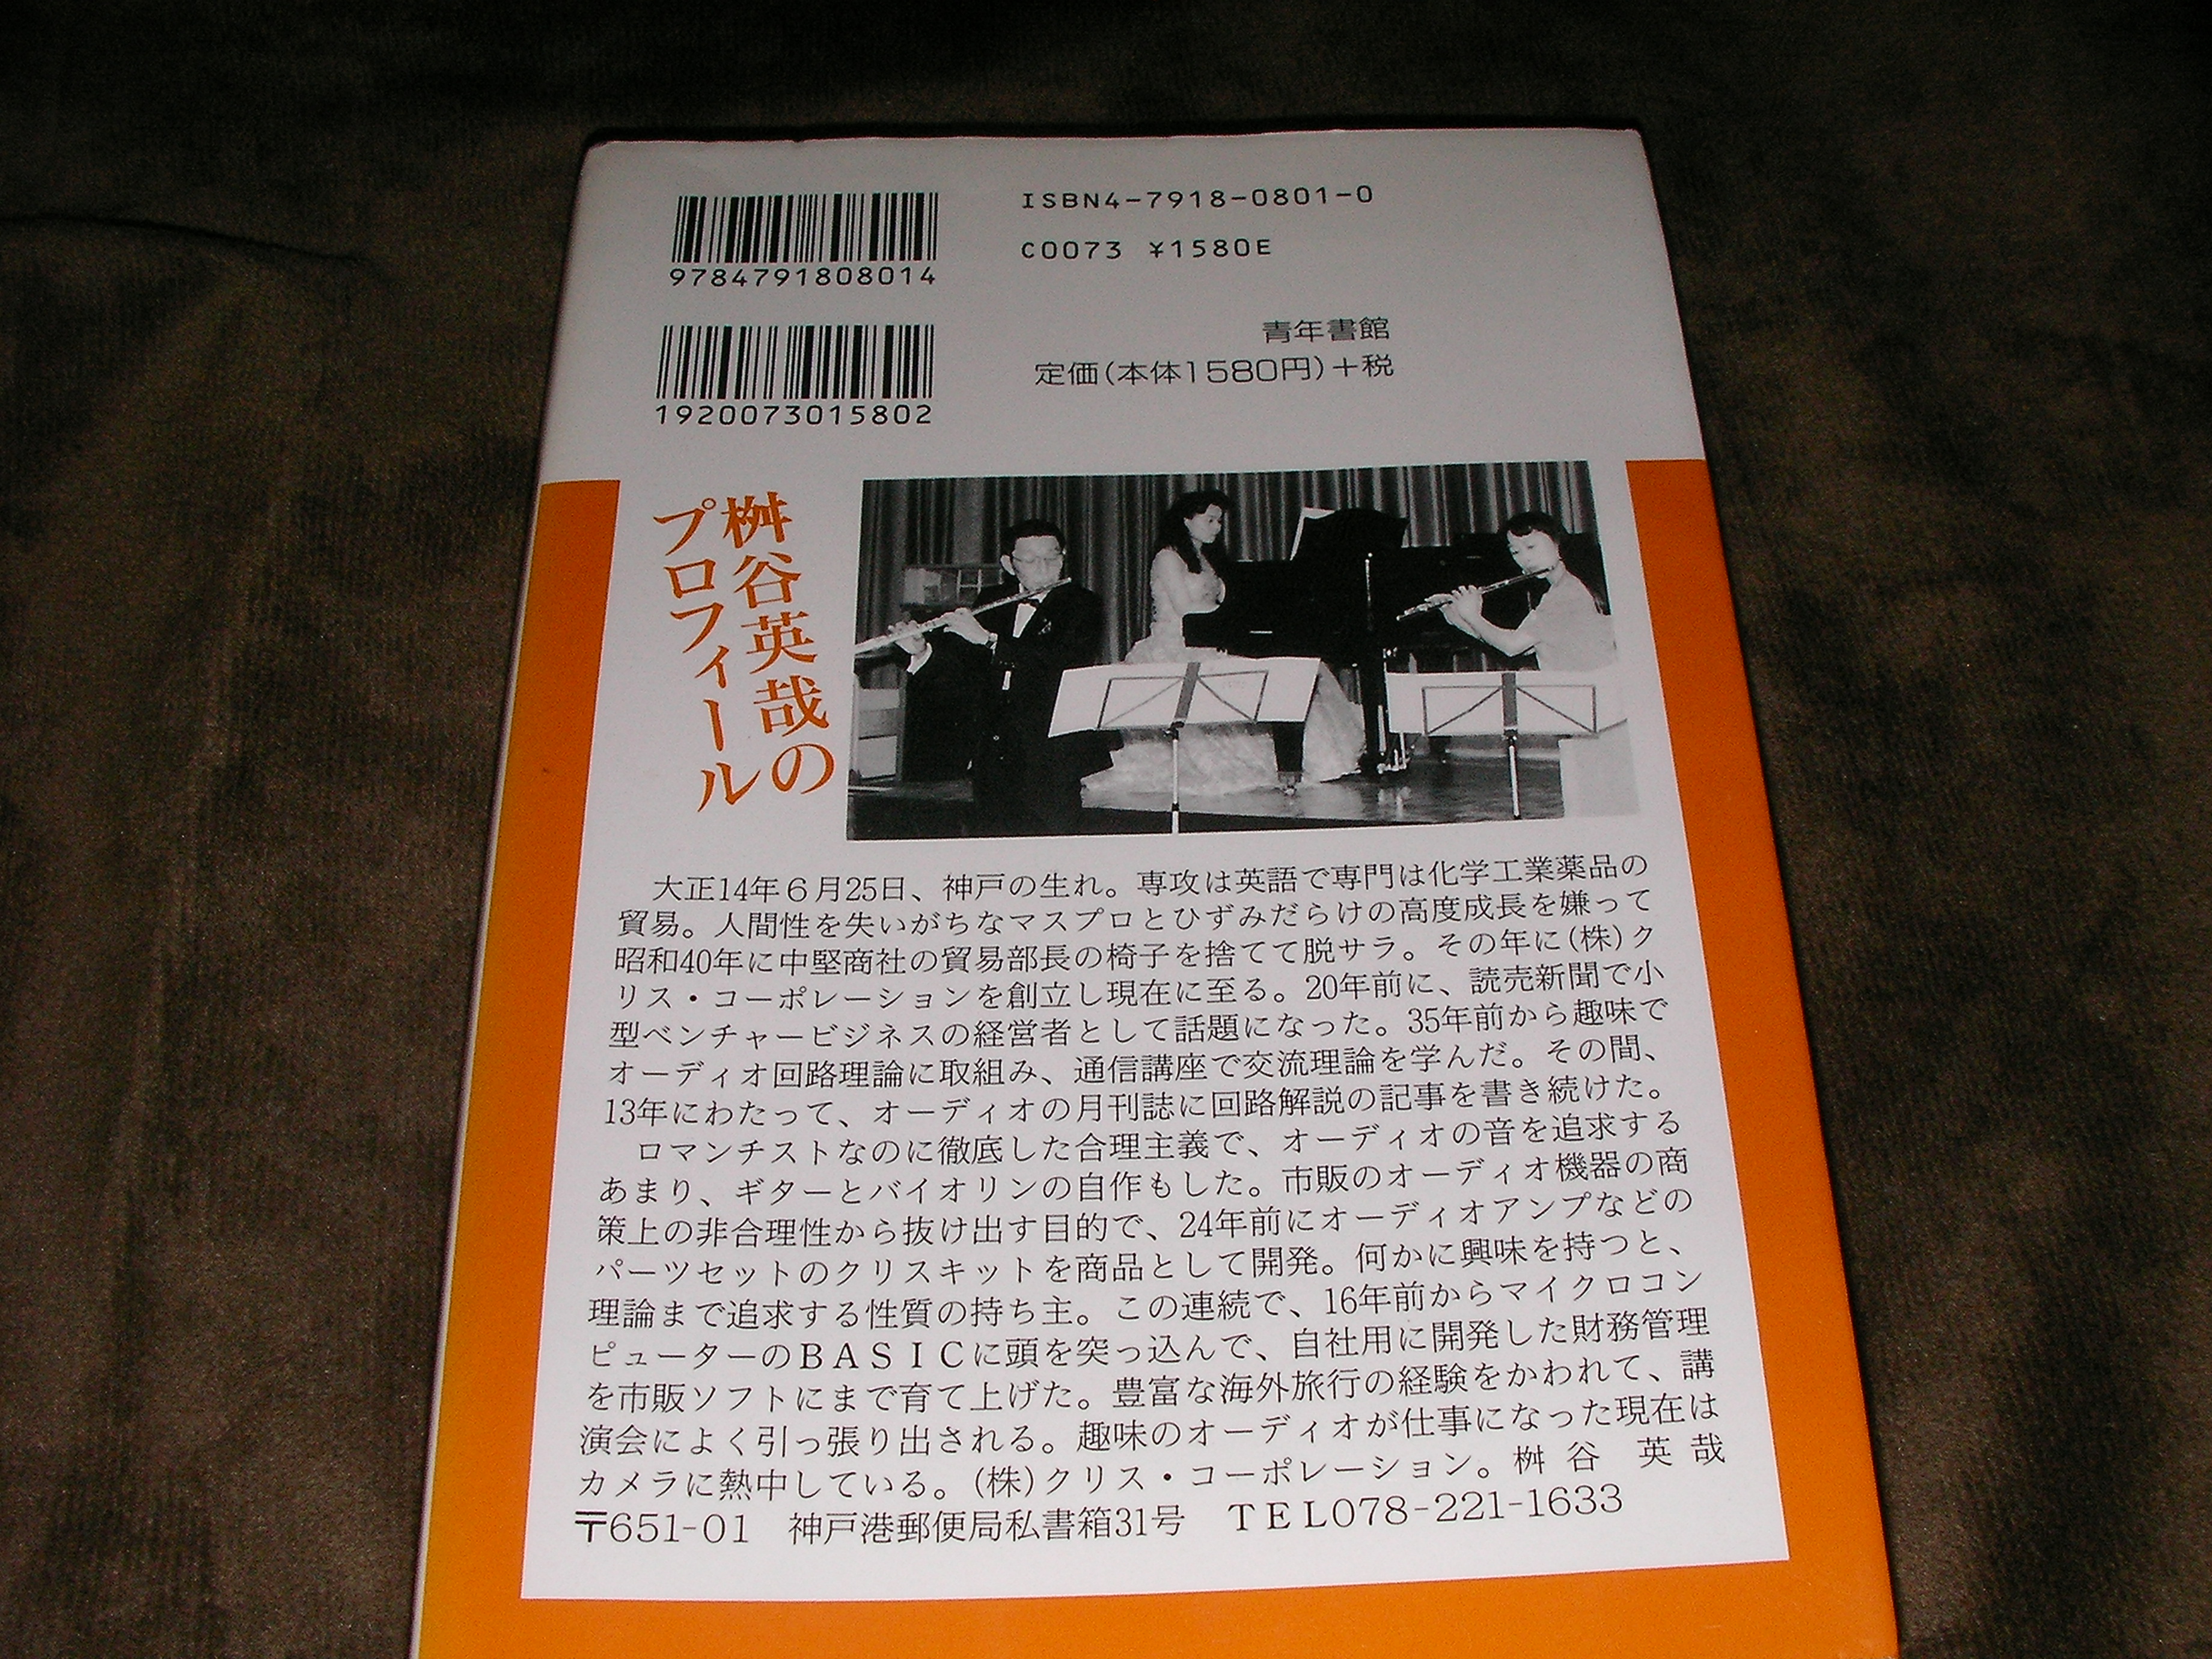 ISBN4-7918-0801-0
C0073 ¥1580E
9784791808014
青年書館
定価(本体1580円)+税
1920073015802
桝谷英哉の
プロフィール
大正14年6月25日、神戸の生れ。専攻は英語で専門は化学工業薬品の
貿易。人間性を失いがちなマスプロとひずみだらけの高度成長を嫌って
昭和40年に中堅商社の貿易部長の椅子を捨てて脱サラ。その年に(株)ク
リス・コーポレーションを創立し現在に至る。20年前に、読売新聞で小
型ベンチャービジネスの経営者として話題になった。35年前から趣味で
オーディオ回路理論に取組み、通信講座で交流理論を学んだ。その間、
13年にわたって、オーディオの月刊誌に回路解説の記事を書き続けた。
ロマンチストなのに徹底した合理主義で、オーディオの音を追求する
あまり、ギターとバイオリンの自作もした。市販のオーディオ機器の商
策上の非合理性から抜け出す目的で、24年前にオーディオアンプなどの
パーツセットのクリスキットを商品として開発。何かに興味を持つと、
理論まで追求する性質の持ち主。この連続で、16年前からマイクロコン
ピューターのBASICに頭を突っ込んで、自社用に開発した財務管理
を市販ソフトにまで育て上げた。豊富な海外旅行の経験をかわれて、講
演会によく引っ張り出される。趣味のオーディオが仕事になった現在は
カメラに熱中している。(株)クリス・コーポレーション。桝谷 英哉
〒651-01 神戸港郵便局私書箱31号 TEL078-221-1633